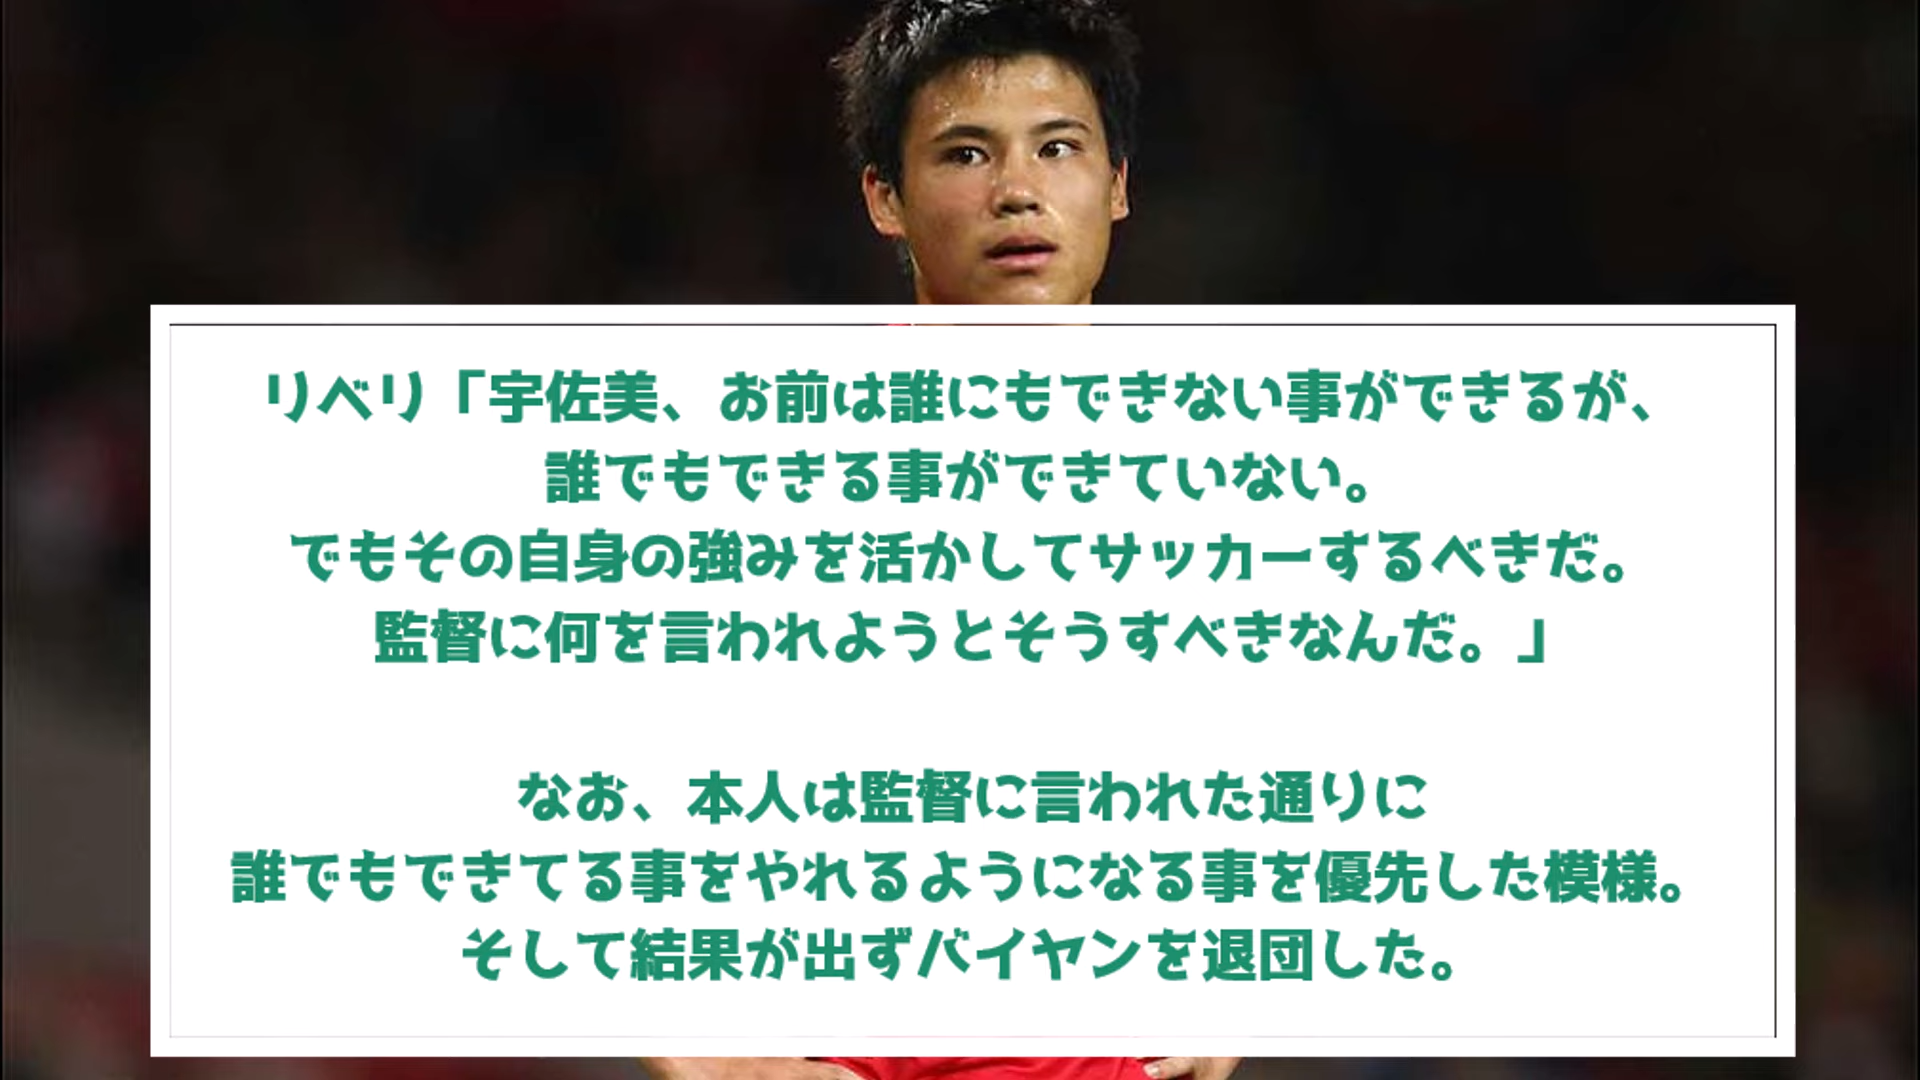 リベリ「宇佐美、お前は誰にもできない事ができるが、
誰でもできる事ができていない。
でもその自身の強みを活かしてサッカーするべきだ。
監督に何を言われようとそうすべきなんだ。」
なお、本人は監督に言われた通りに
誰でもできてる事をやれるようになる事を優先した模様。
そして結果が出ずバイヤンを退団した。